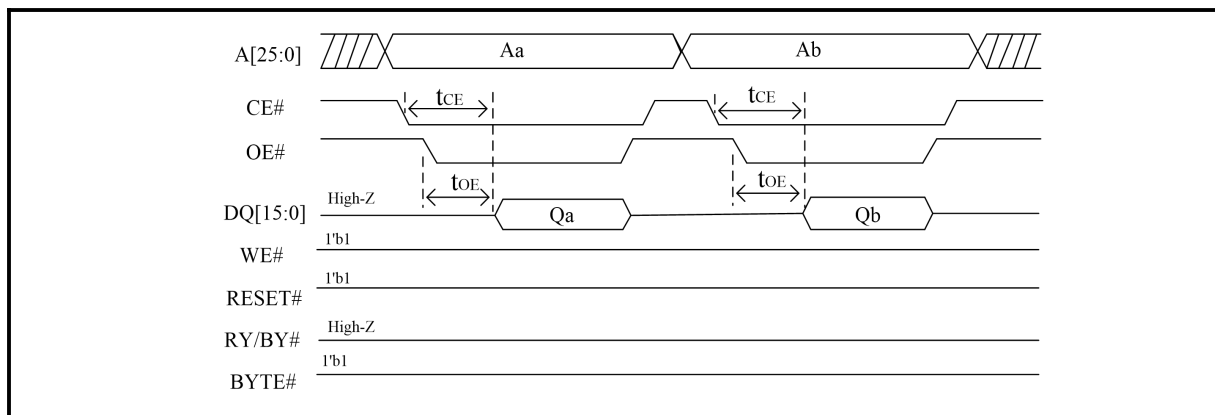 A[25:0] Aa Ab
CE# tCE tCE
OE#
tOE tOE
DQ[15:0] High-Z Qa Qb
WE# 1'b1
RESET# 1'b1
RY/BY# High-Z
BYTE# 1'b1